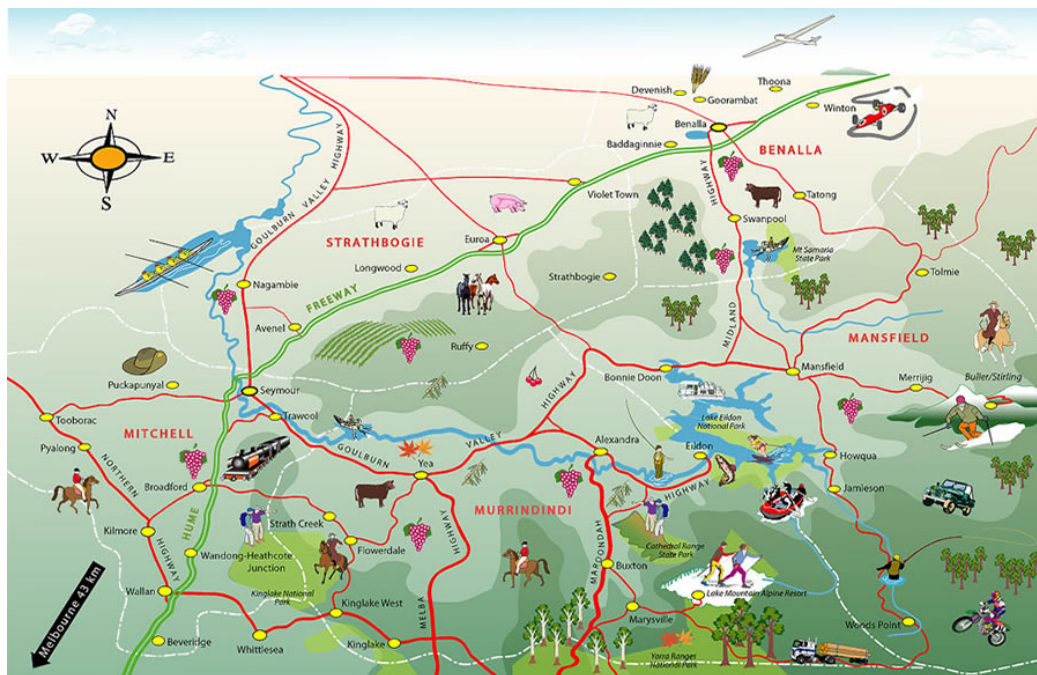 Thoona
Devenish
Goorambat
Winton
Benalla
Baddaginnie
BENALLA
N
W
E
S
GOULBURN VALLEY HIGHWAY
HIGHWAY
Violet Town
Tatong
Swanpool
STRATHBOGIE
Euroa
Mt Samaria
State Park
Longwood
Strathbogie
Tolmie
Nagambie
FREEWAY
Avenel
MIDLAND
MANSFIELD
Ruffy
Puckapunyal
Bonnie Doon
Mansfield
Merrijig
Buller/Stirling
Seymour
HIGHWAY
Tooborac
Trawool
Lake Eildon
National Park
MITCHELL
GOULBURN
VALLEY
Alexandra
Eildon
Howqua
Pyalong
Yea
NORTHERN
Broadford
HIGHWAY
Jamieson
MURRINDINDI
Strath Creek
HUME
HIGHWAY
Kilmore
Flowerdale
Cathedral Range
State Park
Wandong-Heathcote
Junction
HIGHWAY
MAROONDAH
Buxton
Kinglake National
Park
Wallan
Lake Mountain Alpine Resort
Kinglake West
MELBA
Marysville
Woods Point
Melbourne 43 km
Beveridge
Whittlesea
Kinglake
Yarra Ranges
National Park